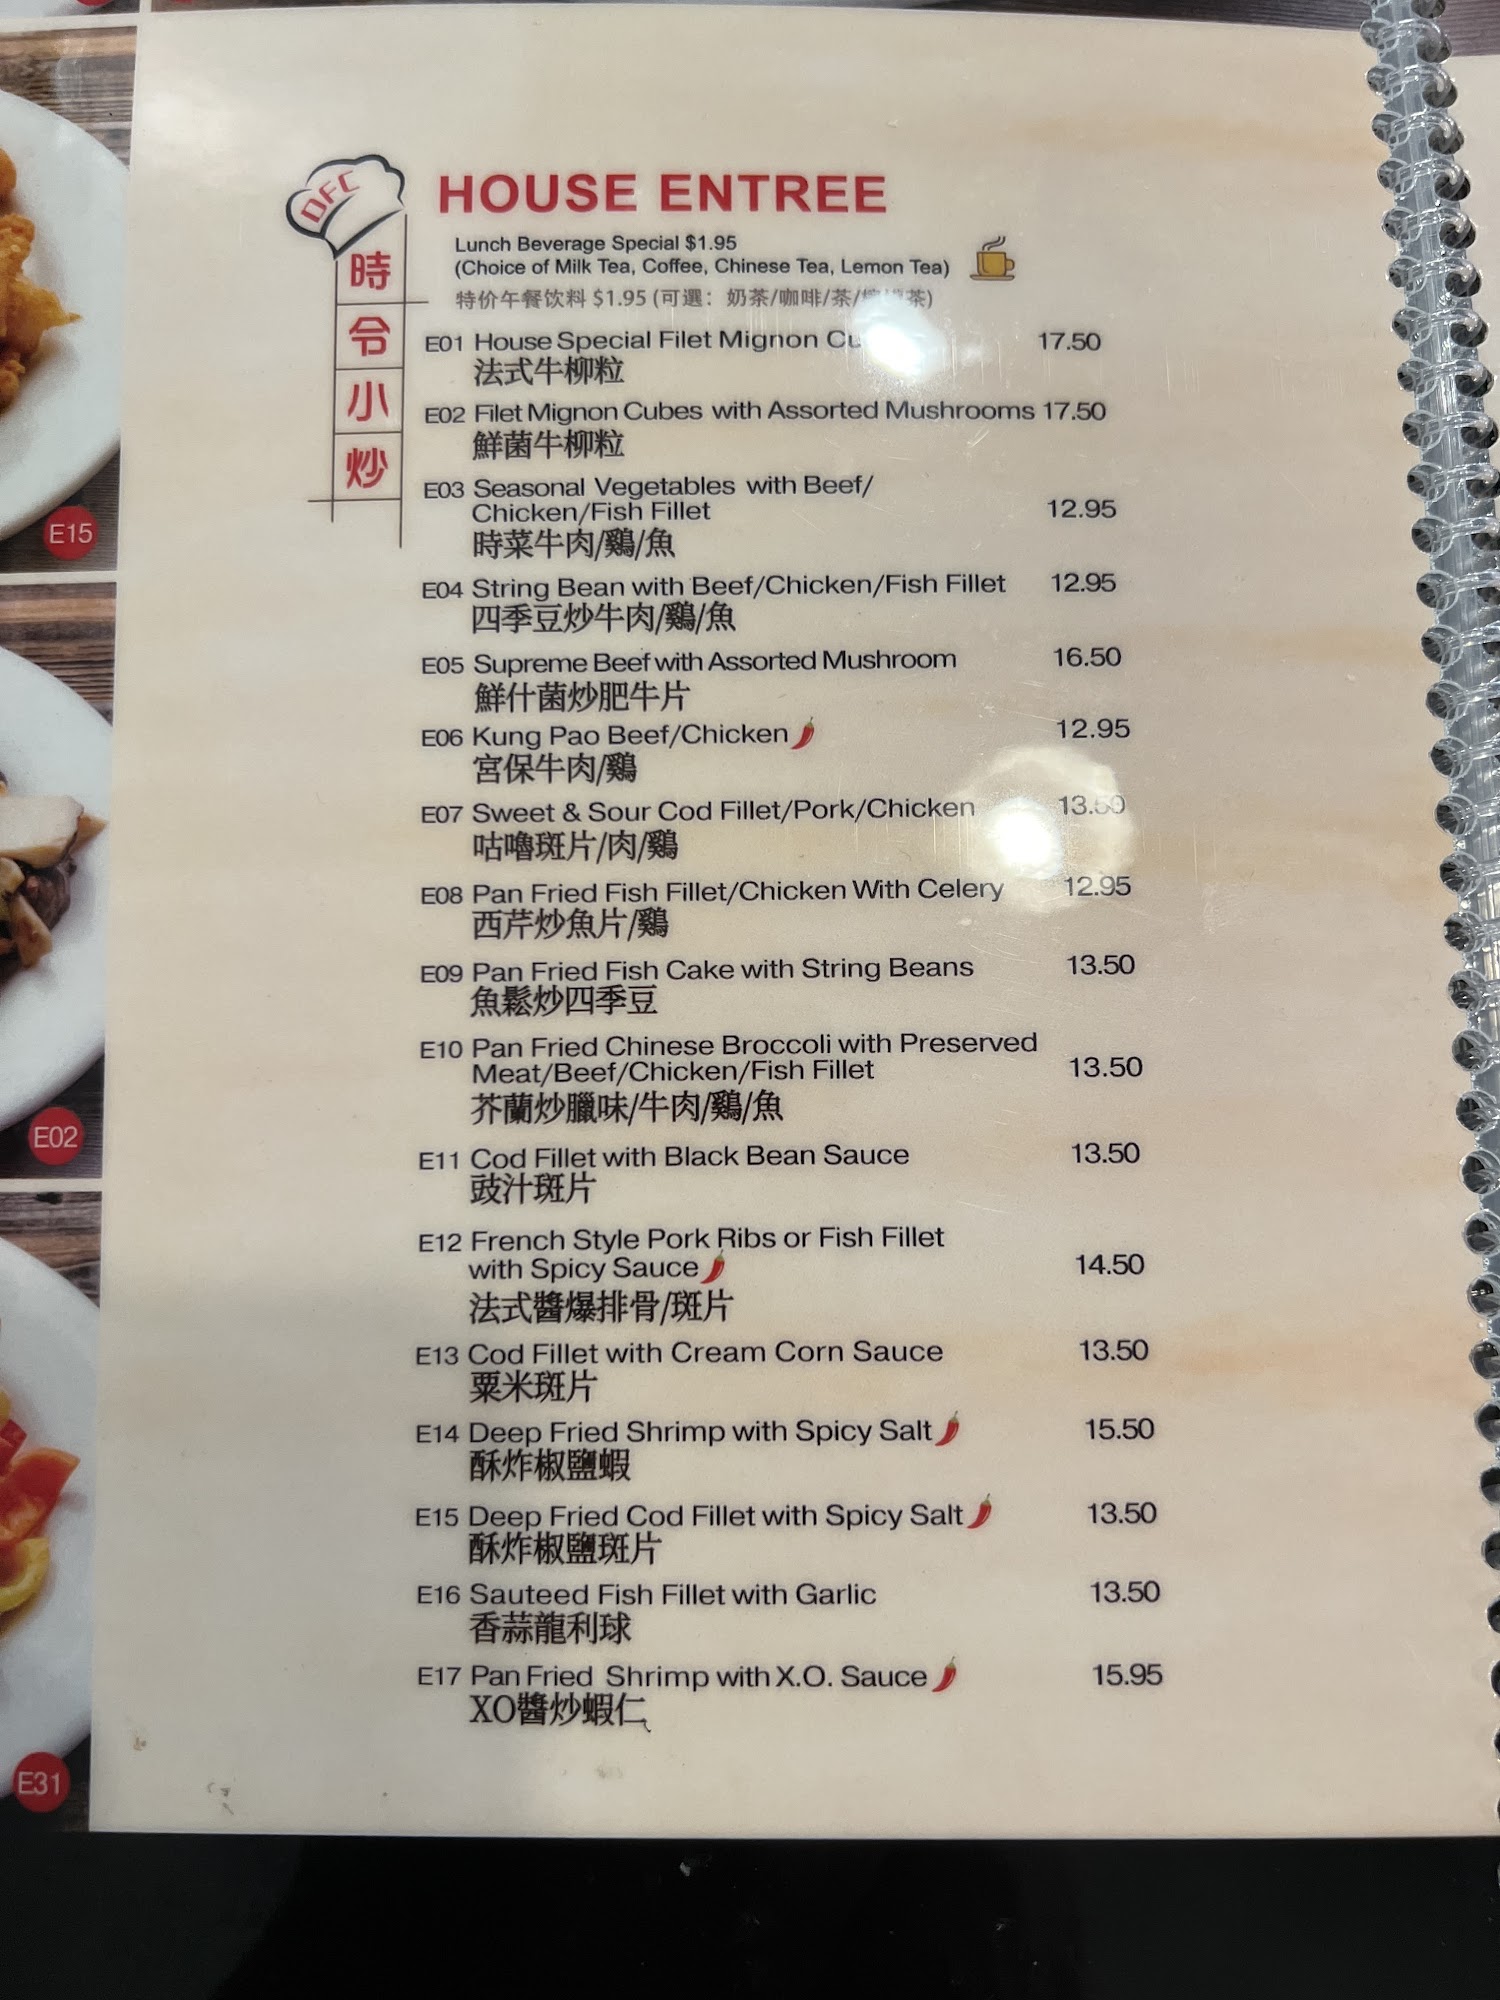 DFC
時令小炒
HOUSE ENTREE
Lunch Beverage Special $1.95
(Choice of Milk Tea, Coffee, Chinese Tea, Lemon Tea)
特价午餐饮料 $1.95 (可選：奶茶/咖啡/茶/檸檬茶)
E01 House Special Filet Mignon 17.50
法式牛柳粒
E02 Filet Mignon Cubes with Assorted Mushrooms 17.50
鮮菌牛柳粒
E03 Seasonal Vegetables with Beef/
Chicken/Fish Fillet 12.95
時菜牛肉/鷄/魚
E04 String Bean with Beef/Chicken/Fish Fillet 12.95
四季豆炒牛肉/鷄/魚
E05 Supreme Beef with Assorted Mushroom 16.50
鮮什菌炒肥牛片
E06 Kung Pao Beef/Chicken 12.95
宮保牛肉/鷄
E07 Sweet & Sour Cod Fillet/Pork/Chicken 13.50
咕嚕斑片/肉/鷄
E08 Pan Fried Fish Fillet/Chicken With Celery 12.95
西芹炒魚片/鷄
E09 Pan Fried Fish Cake with String Beans 13.50
魚鬆炒四季豆
E10 Pan Fried Chinese Broccoli with Preserved
Meat/Beef/Chicken/Fish Fillet 13.50
芥蘭炒臘味/牛肉/鷄/魚
E11 Cod Fillet with Black Bean Sauce 13.50
豉汁斑片
E12 French Style Pork Ribs or Fish Fillet
with Spicy Sauce 14.50
法式醬爆排骨/斑片
E13 Cod Fillet with Cream Corn Sauce 13.50
粟米斑片
E14 Deep Fried Shrimp with Spicy Salt 15.50
酥炸椒鹽蝦
E15 Deep Fried Cod Fillet with Spicy Salt 13.50
酥炸椒鹽斑片
E16 Sauteed Fish Fillet with Garlic 13.50
香蒜龍利球
E17 Pan Fried Shrimp with X.O. Sauce 15.95
XO醬炒蝦仁
E15
E02
E31